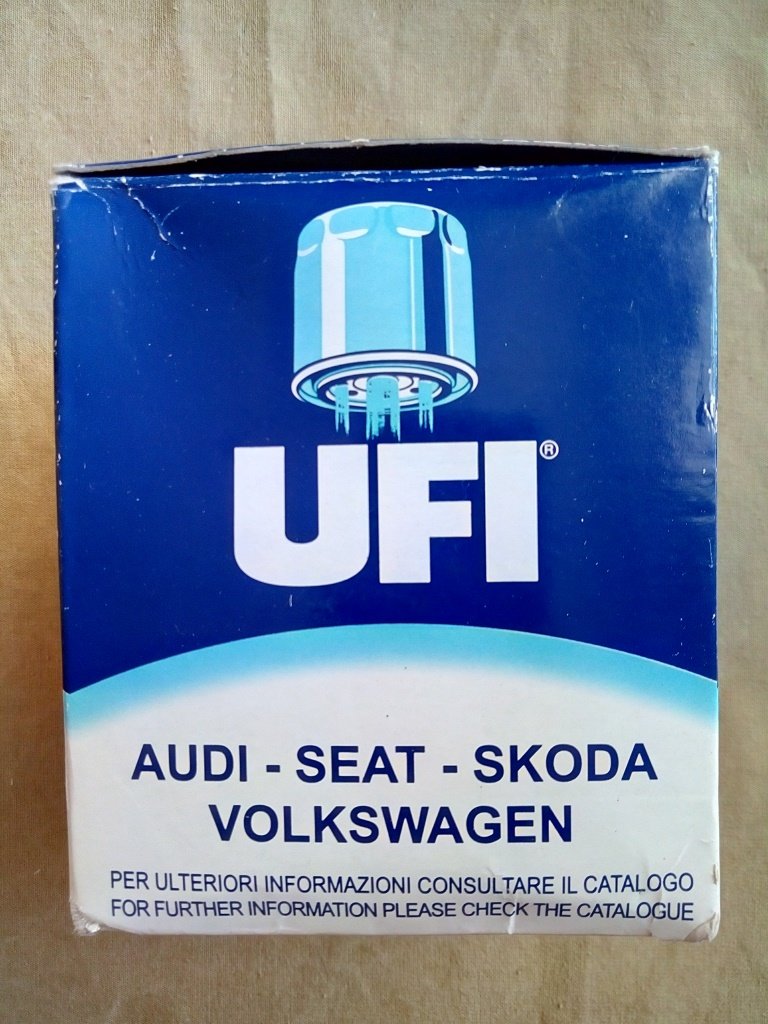 UFI®
AUDI - SEAT - SKODA
VOLKSWAGEN
PER ULTERIORI INFORMAZIONI CONSULTARE IL CATALOGO
FOR FURTHER INFORMATION PLEASE CHECK THE CATALOGUE